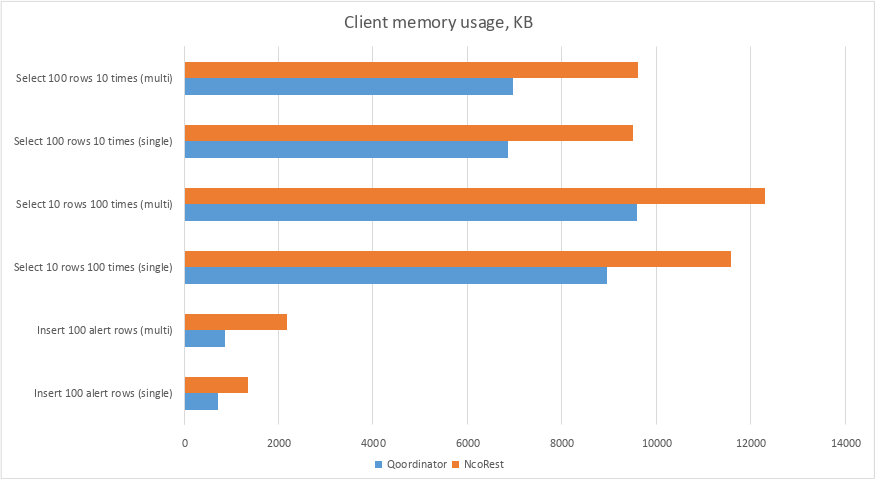 Client memory usage, KB
Select 100 rows 10 times (multi)
Select 100 rows 10 times (single)
Select 10 rows 100 times (multi)
Select 10 rows 100 times (single)
Insert 100 alert rows (multi)
Insert 100 alert rows (single)
0 2000 4000 6000 8000 10000 12000 14000
Qoordinator NcoRest